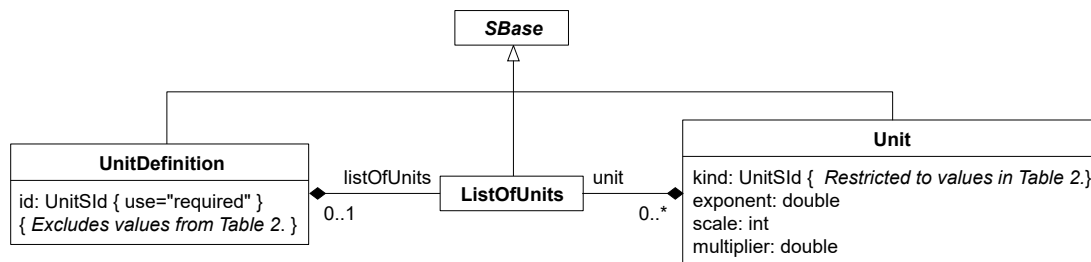 SBase
UnitDefinition
id: UnitSId { use="required" }
{ Excludes values from Table 2. }
listOfUnits
0..1
ListOfUnits
unit
0..*
Unit
kind: UnitSId { Restricted to values in Table 2.}
exponent: double
scale: int
multiplier: double